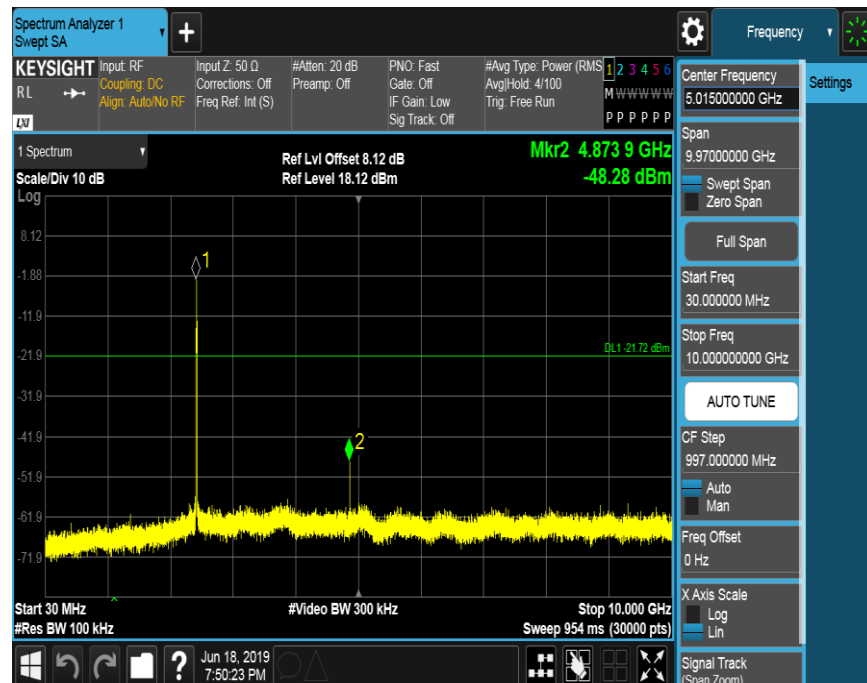 Spectrum Analyzer 1
Swept SA
Frequency
KEYSIGHT
RL
LXI
Input: RF
Coupling: DC
Align: Auto/No RF
Input Z: 50 Ω
Corrections: Off
Freq Ref: Int (S)
#Atten: 20 dB
Preamp: Off
PNO: Fast
Gate: Off
IF Gain: Low
Sig Track: Off
#Avg Type: Power (RMS
Avg|Hold: 4/100
Trig: Free Run
1 2 3 4 5 6
M W W W W W
P P P P P P
1 Spectrum
Scale/Div 10 dB
Log
Ref Lvl Offset 8.12 dB
Ref Level 18.12 dBm
Mkr2 4.873 9 GHz
-48.28 dBm
8.12
-1.88
-11.9
-21.9
-31.9
-41.9
-51.9
-61.9
-71.9
1
2
DL1 -21.72 dBm
Start 30 MHz
#Res BW 100 kHz
#Video BW 300 kHz
Stop 10.000 GHz
Sweep 954 ms (30000 pts)
Center Frequency
5.015000000 GHz
Settings
Span
9.97000000 GHz
Swept Span
Zero Span
Full Span
Start Freq
30.000000 MHz
Stop Freq
10.000000000 GHz
AUTO TUNE
CF Step
997.000000 MHz
Auto
Man
Freq Offset
0 Hz
X Axis Scale
Log
Lin
Signal Track
(Span Zoom)
?
Jun 18, 2019
7:50:23 PM